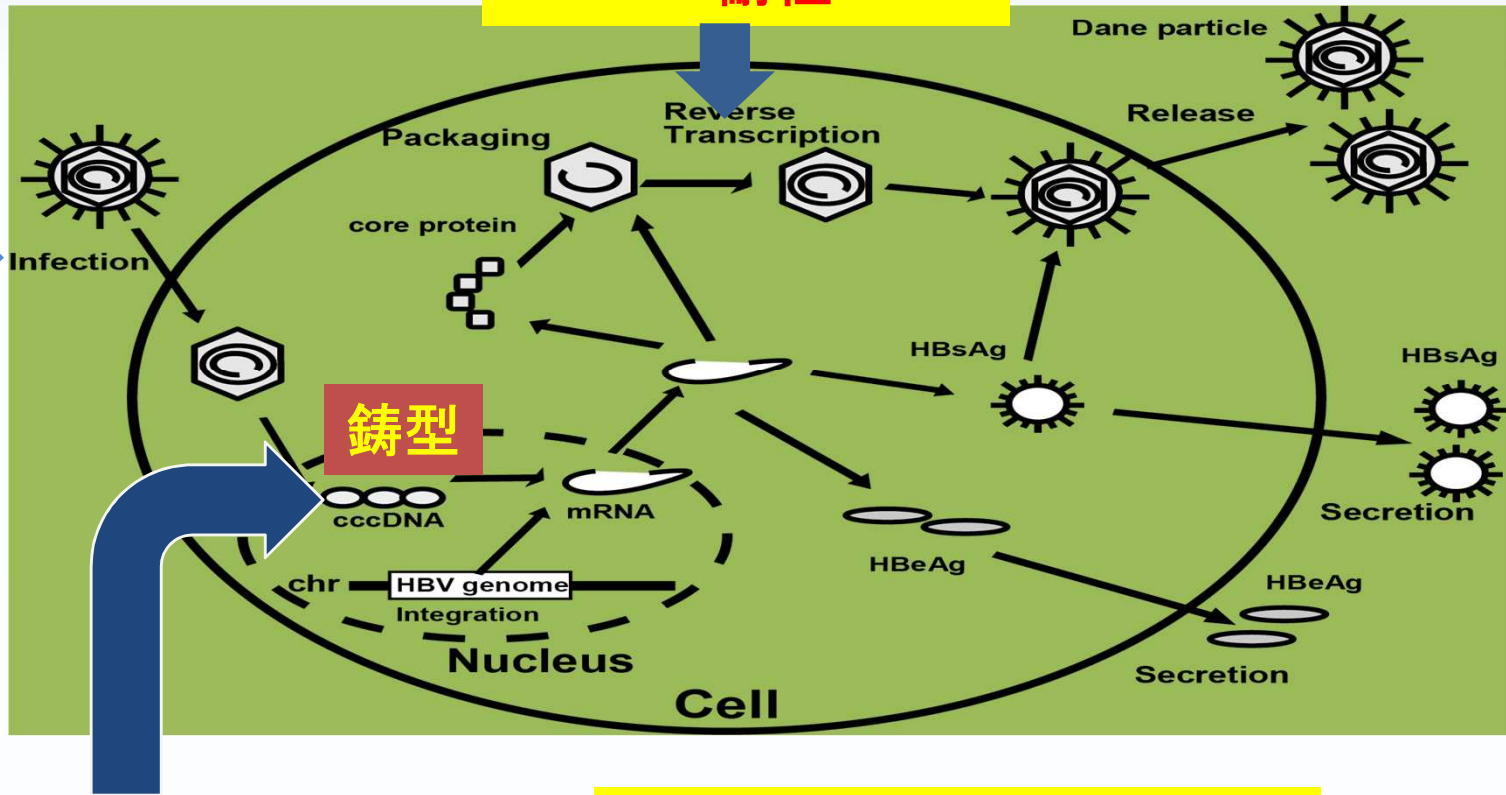 Dane particle
Release
Reverse
Transcription
Packaging
core protein
Infection
HBsAg
HBsAg
鋳型
cccDNA
mRNA
Secretion
HBeAg
chr
HBV genome
Integration
HBeAg
Nucleus
Secretion
Cell